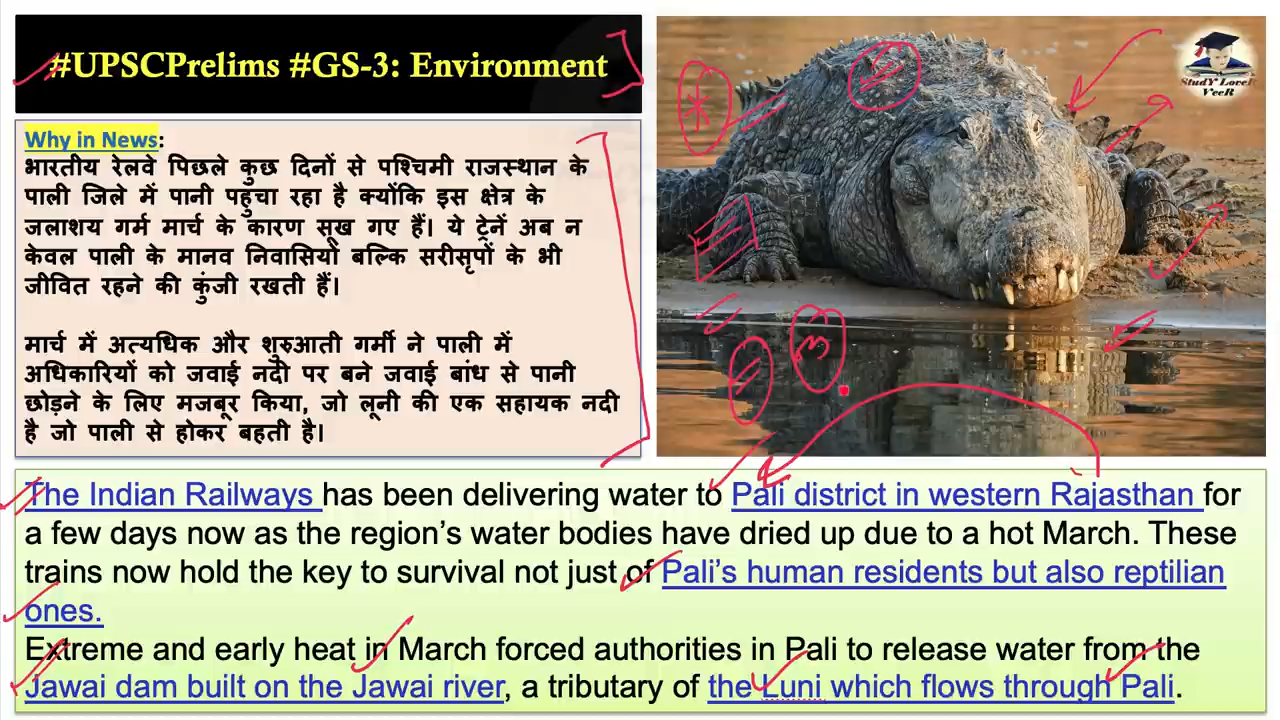 #UPSCPrelims #GS-3: Environment
StudY LoveR
VeeR
Why in News:
भारतीय रेलवे पिछले कुछ दिनों से पश्चिमी राजस्थान के
पाली जिले में पानी पहुंचा रहा है क्योंकि इस क्षेत्र के
जलाशय गर्म मार्च के कारण सूख गए हैं। ये ट्रेनें अब न
केवल पाली के मानव निवासियों बल्कि सरीसृपों के भी
जीवित रहने की कुंजी रखती हैं।
मार्च में अत्यधिक और शुरुआती गर्मी ने पाली में
अधिकारियों को जवाई नदी पर बने जवाई बांध से पानी
छोड़ने के लिए मजबूर किया, जो लूनी की एक सहायक नदी
है जो पाली से होकर बहती है।
The Indian Railways has been delivering water to Pali district in western Rajasthan for
a few days now as the region’s water bodies have dried up due to a hot March. These
trains now hold the key to survival not just of Pali’s human residents but also reptilian
ones.
Extreme and early heat in March forced authorities in Pali to release water from the
Jawai dam built on the Jawai river, a tributary of the Luni which flows through Pali.